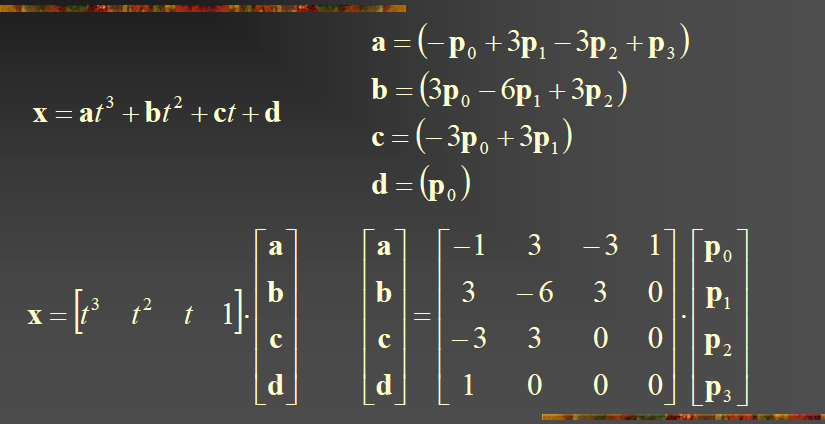 a = (−p₀ + 3p₁ − 3p₂ + p₃)
b = (3p₀ − 6p₁ + 3p₂)
x = at³ + bt² + ct + d
c = (−3p₀ + 3p₁)
d = (p₀)
x = [t³ t² t 1] · [a b c d]
[a b c d] = [−1 3 −3 1
3 −6 3 0
−3 3 0 0
1 0 0 0] · [p₀ p₁ p₂ p₃]